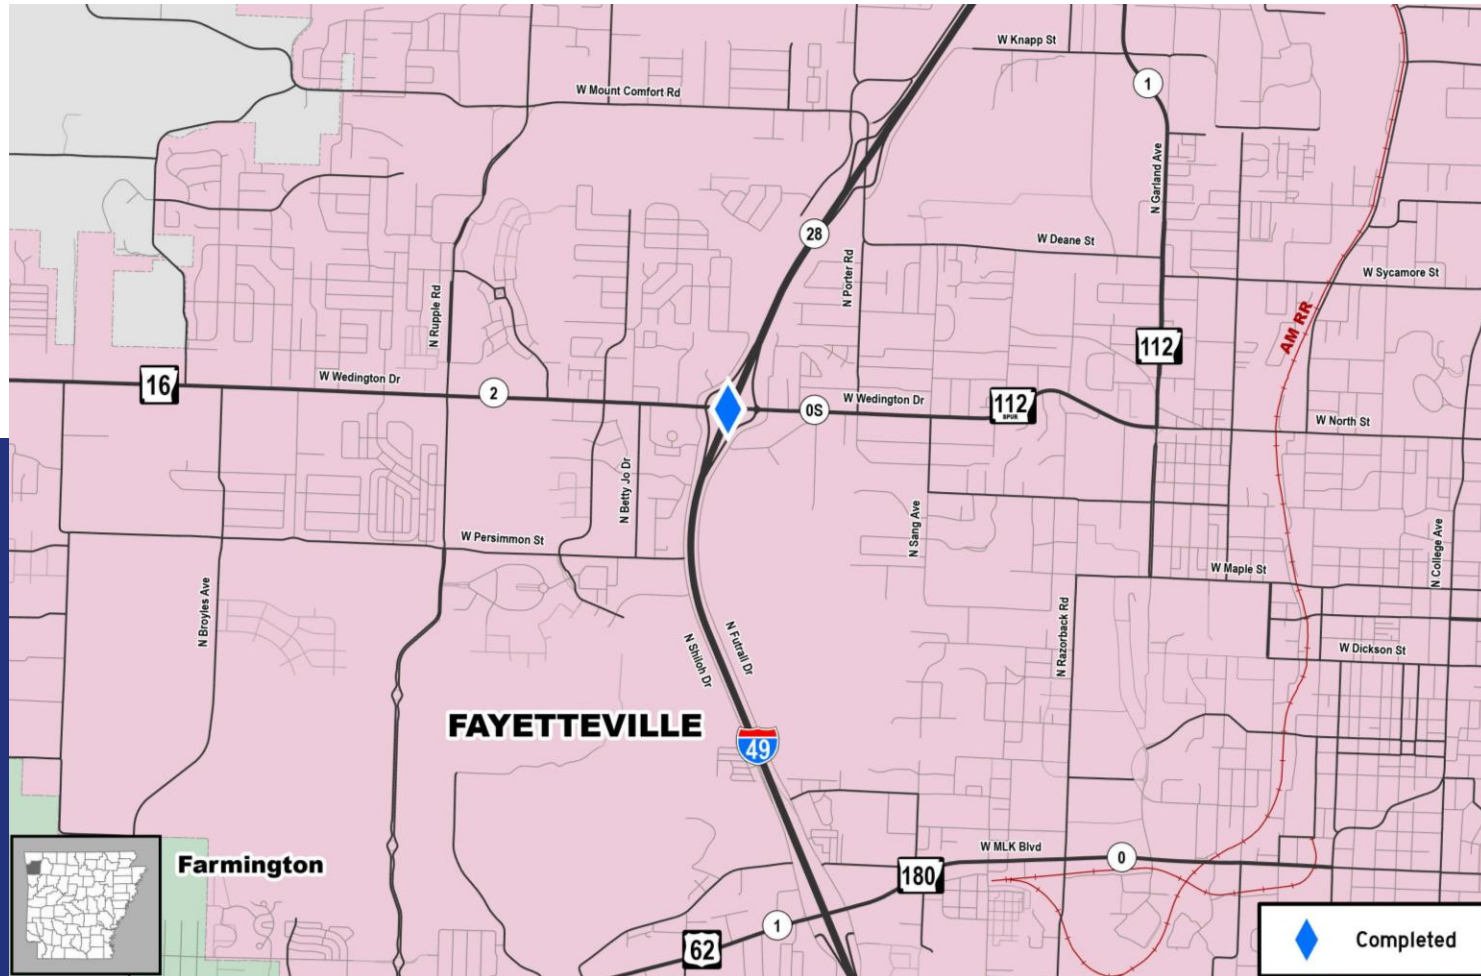 W Knapp St
1
W Mount Comfort Rd
N Garland Ave
28
W Deane St
N Porter Rd
W Sycamore St
N Rupple Rd
AM RR
112
16
W Wedington Dr
2
0S
W Wedington Dr
112
SPUR
W North St
N Betty Jo Dr
N Sang Ave
W Persimmon St
N College Ave
W Maple St
N Broyles Ave
N Razorback Rd
N Futrall Dr
N Shiloh Dr
W Dickson St
FAYETTEVILLE
49
W MLK Blvd
0
Farmington
180
1
62
Completed